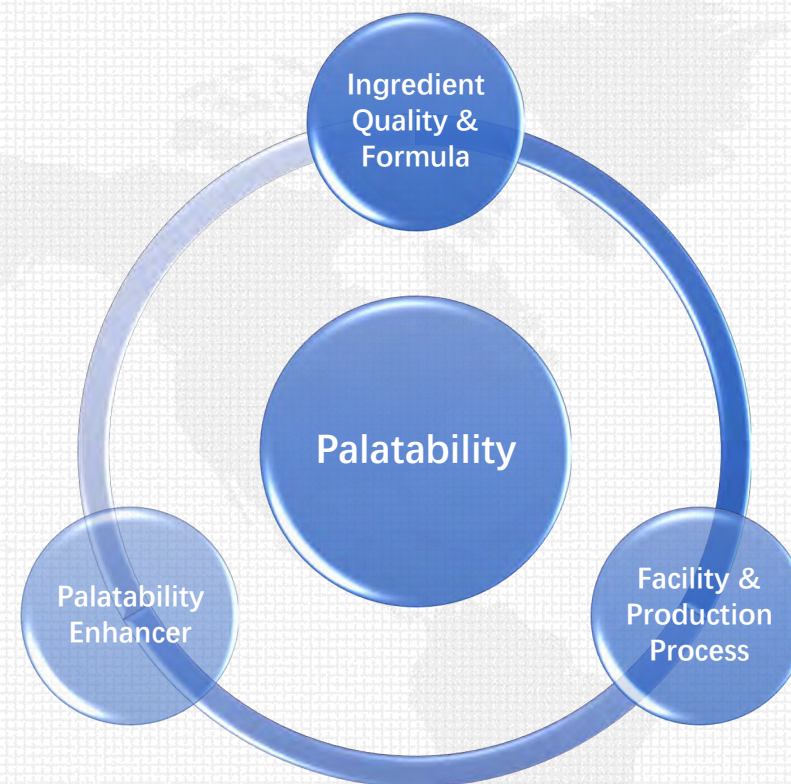 Ingredient
Quality &
Formula
Palatability
Palatability
Enhancer
Facility &
Production
Process